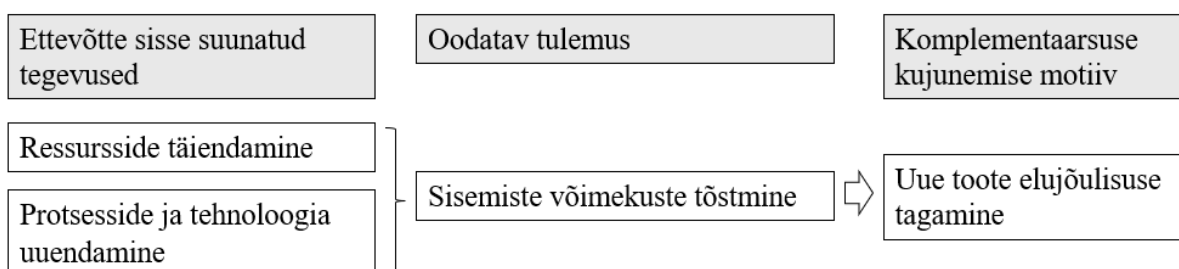 Ettevõtte sisse suunatud
tegevused
Oodatav tulemus
Komplementaarsuse
kujunemise motiiv
Ressursside täiendamine
Protsesside ja tehnoloogia
uuendamine
Sisemiste võimekuste tõstmine
Uue toote elujõulisuse
tagamine